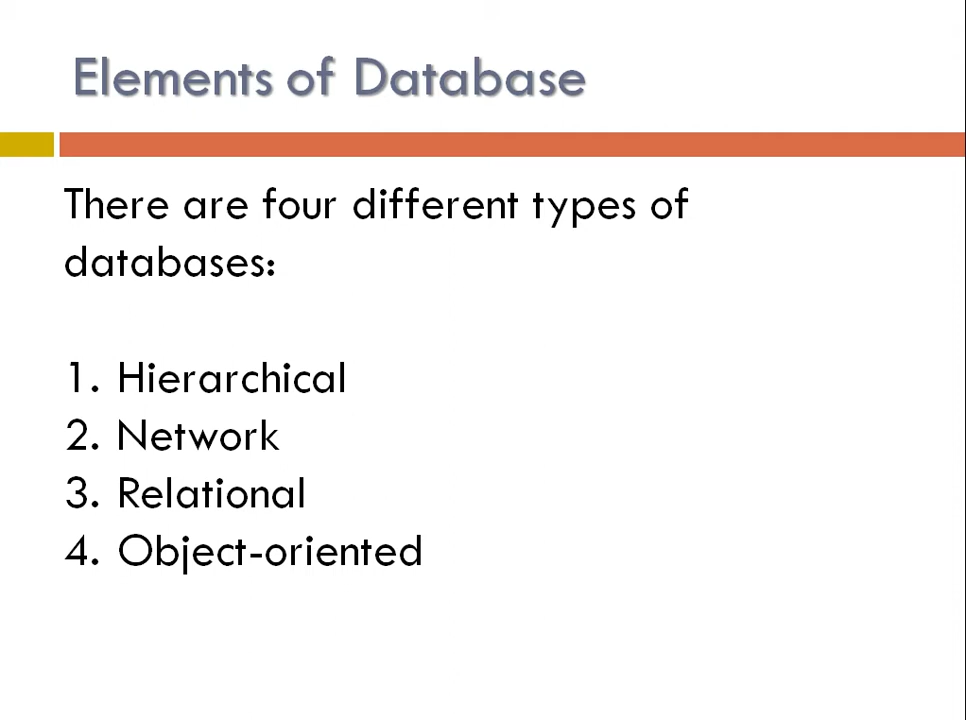 Elements of Database
There are four different types of
databases:
1. Hierarchical
2. Network
3. Relational
4. Object-oriented